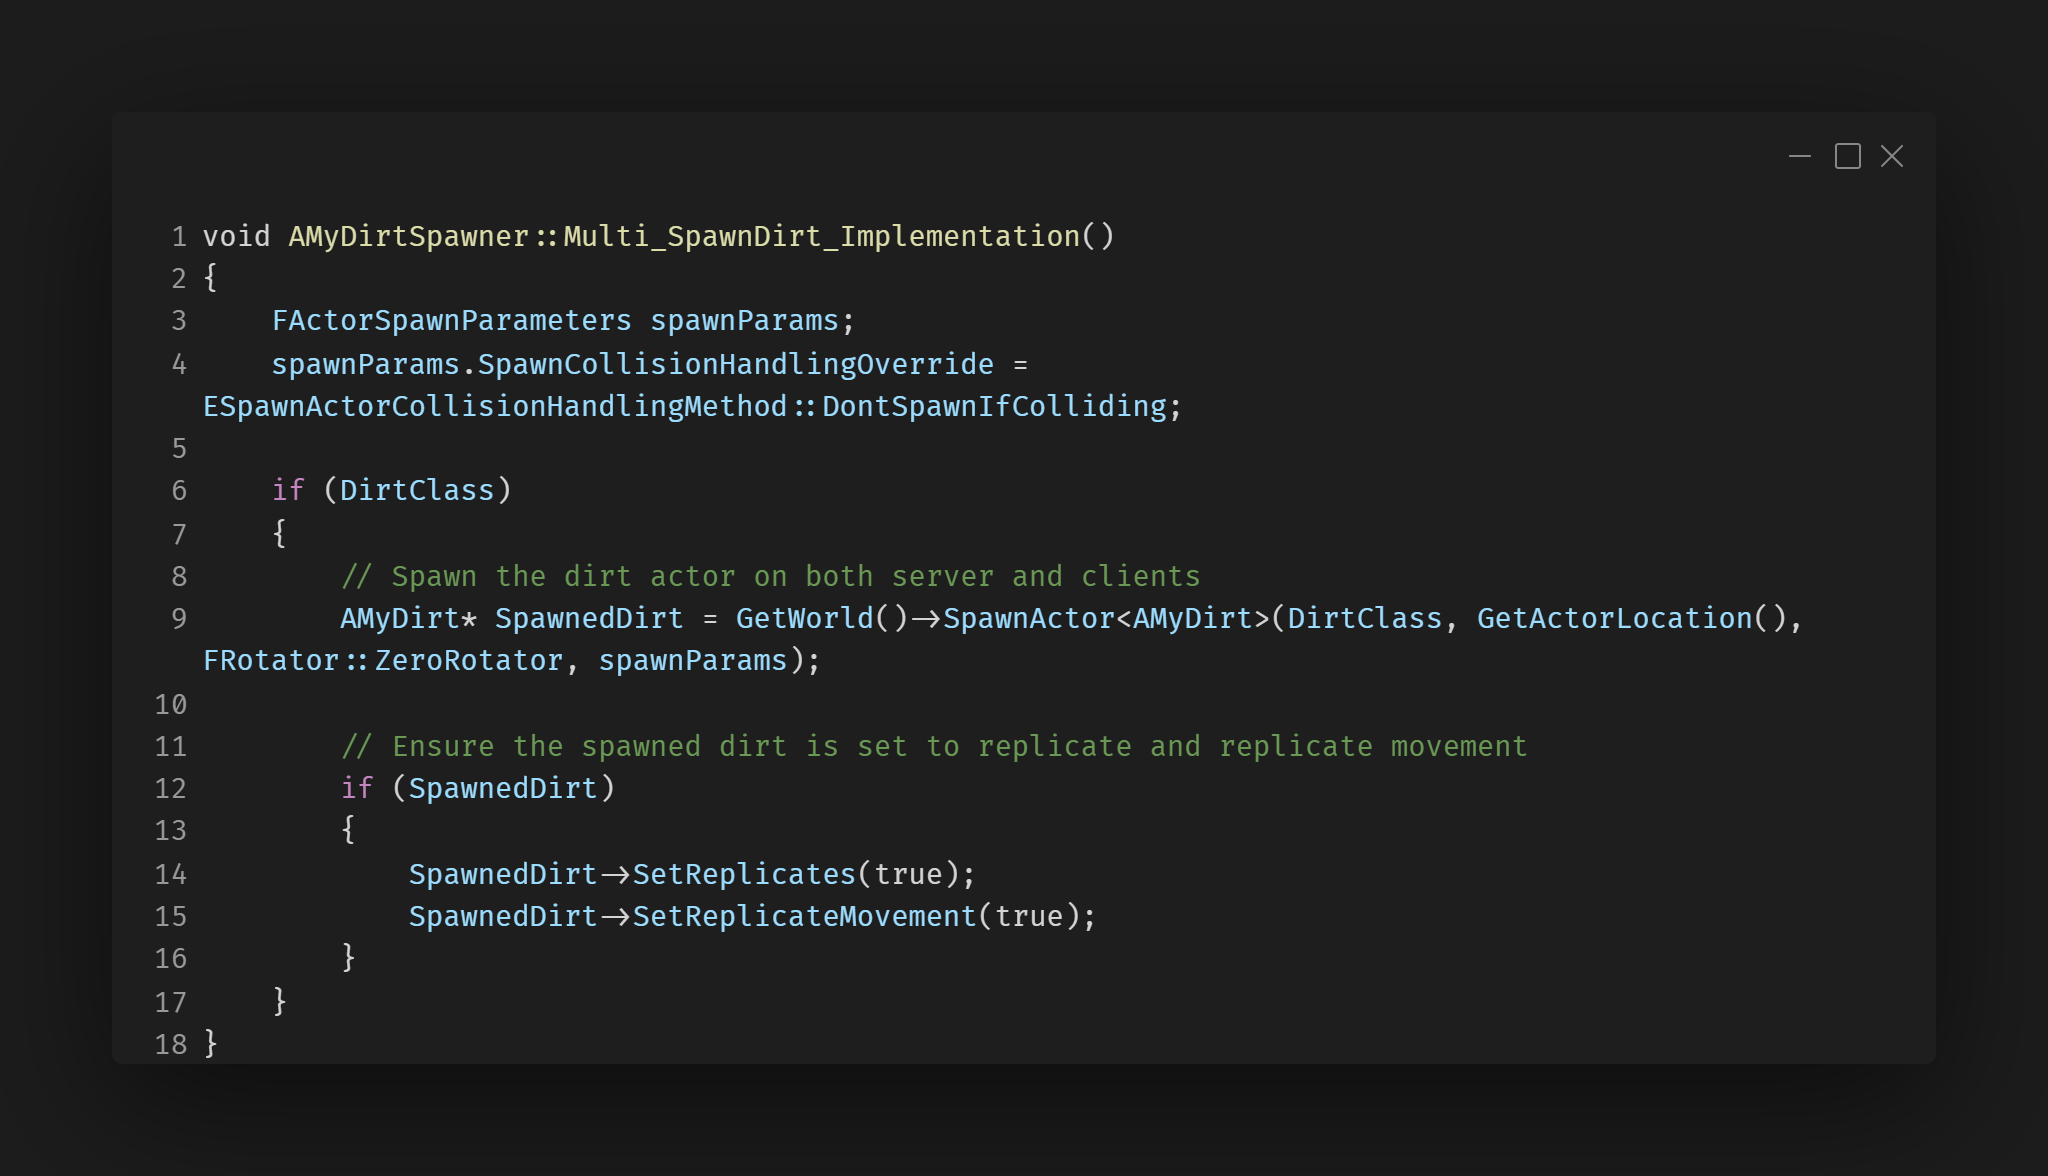 1 void AMyDirtSpawner::Multi_SpawnDirt_Implementation()
2 {
3     FActorSpawnParameters spawnParams;
4     spawnParams.SpawnCollisionHandlingOverride =
ESpawnActorCollisionHandlingMethod::DontSpawnIfColliding;
5
6     if (DirtClass)
7     {
8         // Spawn the dirt actor on both server and clients
9         AMyDirt* SpawnedDirt = GetWorld()->SpawnActor<AMyDirt>(DirtClass, GetActorLocation(),
FRotator::ZeroRotator, spawnParams);
10
11         // Ensure the spawned dirt is set to replicate and replicate movement
12         if (SpawnedDirt)
13         {
14             SpawnedDirt->SetReplicates(true);
15             SpawnedDirt->SetReplicateMovement(true);
16         }
17     }
18 }